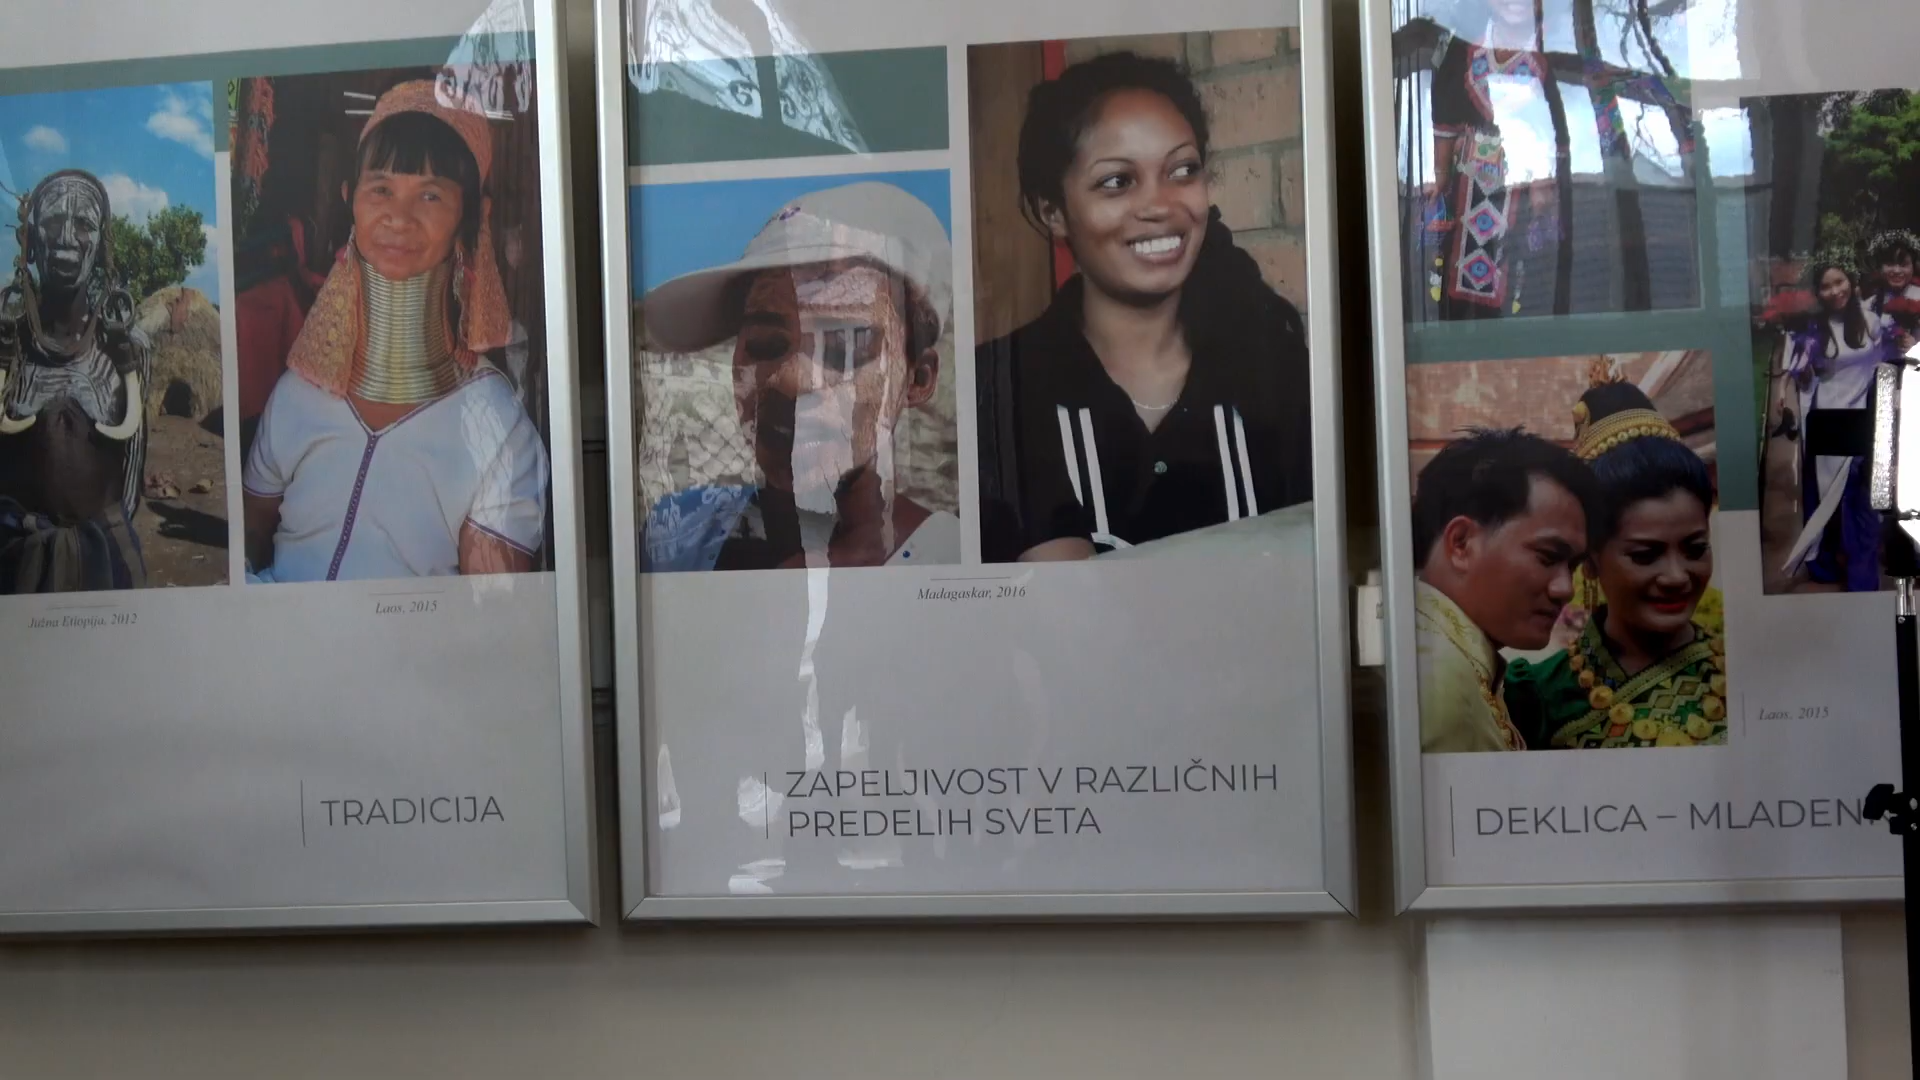 Južna Etiopija, 2012
Laos, 2015
TRADICIJA
Madagaskar, 2016
ZAPELJIVOST V RAZLIČNIH
PREDELIH SVETA
Laos, 2015
DEKLICA – MLADEN